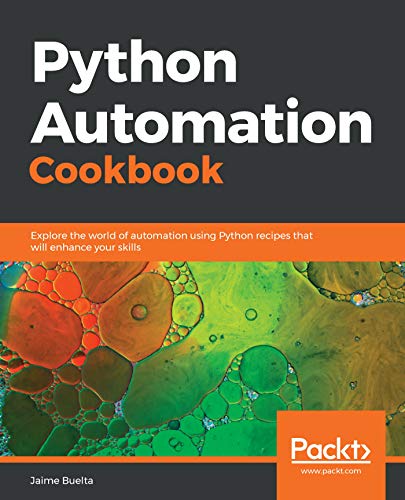 Python
Automation
Cookbook
Explore the world of automation using Python recipes that
will enhance your skills
Packt>
www.packt.com
Jaime Buelta